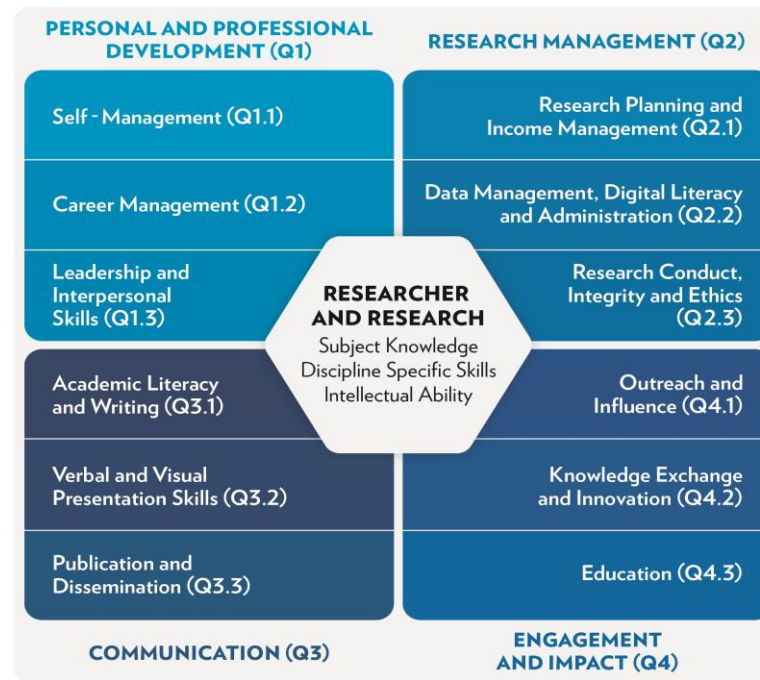 PERSONAL AND PROFESSIONAL
DEVELOPMENT (Q1)
Self - Management (Q1.1)
Career Management (Q1.2)
Leadership and
Interpersonal
Skills (Q1.3)
RESEARCH MANAGEMENT (Q2)
Research Planning and
Income Management (Q2.1)
Data Management, Digital Literacy
and Administration (Q2.2)
Research Conduct,
Integrity and Ethics
(Q2.3)
RESEARCHER
AND RESEARCH
Subject Knowledge
Discipline Specific Skills
Intellectual Ability
Academic Literacy
and Writing (Q3.1)
Verbal and Visual
Presentation Skills (Q3.2)
Publication and
Dissemination (Q3.3)
COMMUNICATION (Q3)
Outreach and
Influence (Q4.1)
Knowledge Exchange
and Innovation (Q4.2)
Education (Q4.3)
ENGAGEMENT
AND IMPACT (Q4)